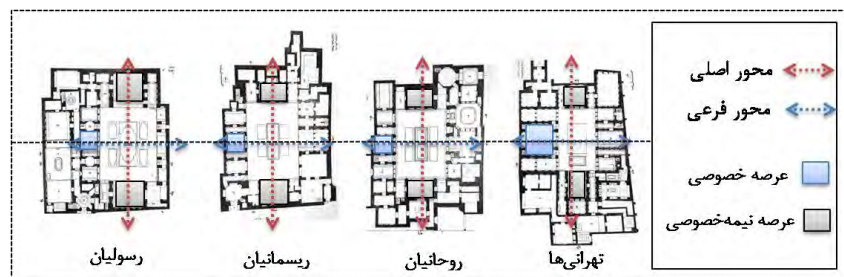 محور اصلی
محور فرعی
عرصه خصوصی
عرصه نیمه‌خصوصی
تهرانی‌ها
روحانیان
ریسمانیان
رسولیان